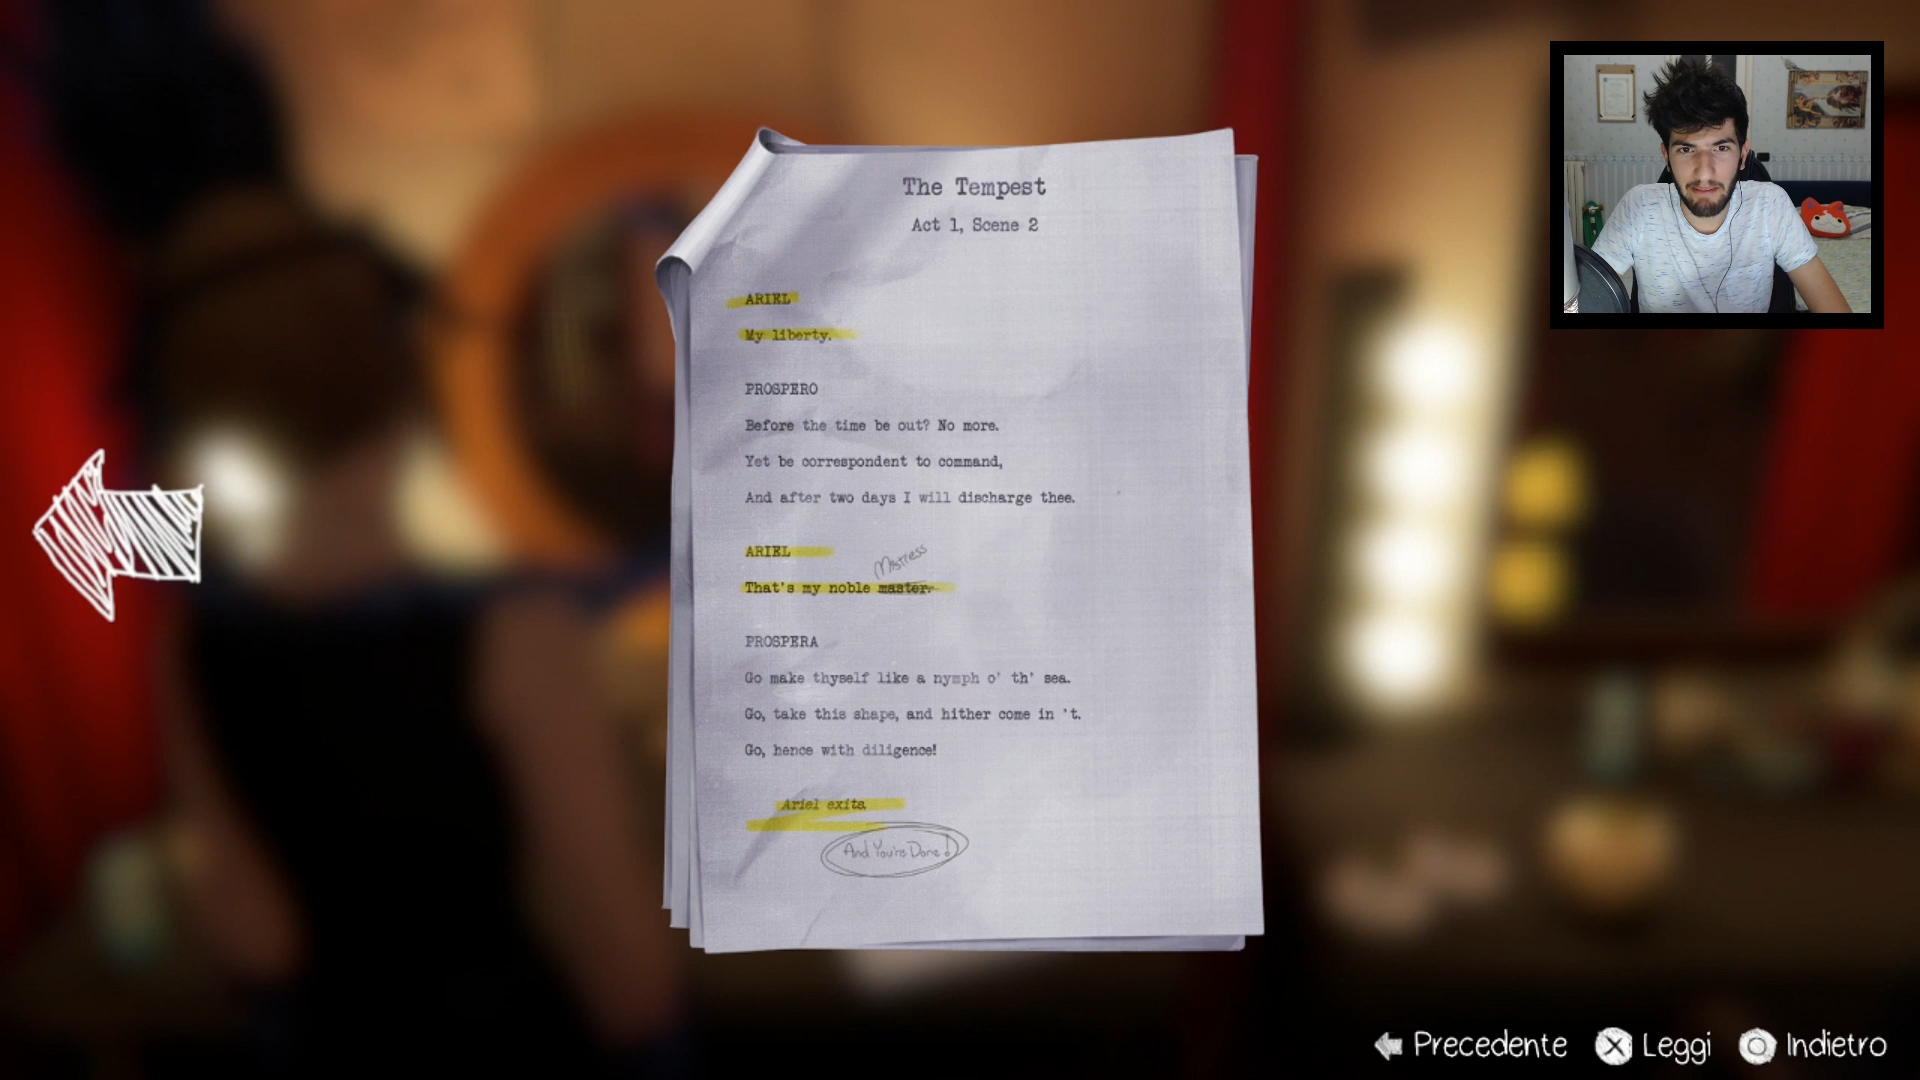 The Tempest
Act 1, Scene 2
ARIEL
My liberty.
PROSPERO
Before the time be out? No more.
Yet be correspondent to command,
And after two days I will discharge thee.
ARIEL
Mistress
That's my noble master.
PROSPERA
Go make thyself like a nymph o' th' sea.
Go, take this shape, and hither come in 't.
Go, hence with diligence!
Ariel exits
And You're Done!
Precedente Leggi Indietro